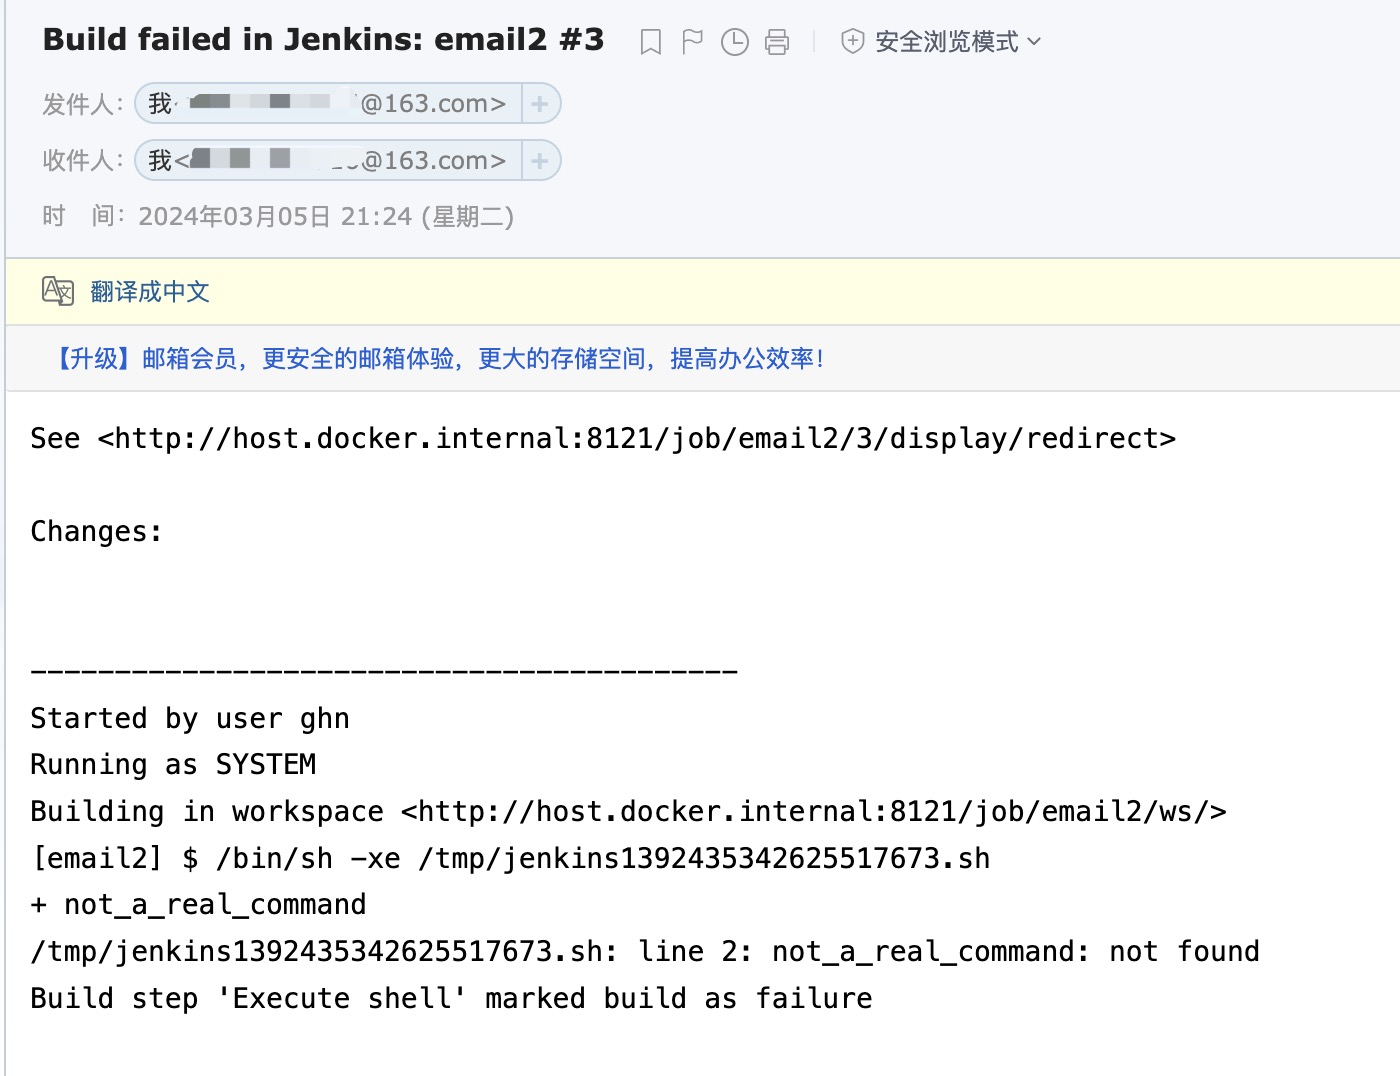 Build failed in Jenkins: email2 #3 安全浏览模式
发件人： 我 @163.com> +
收件人： 我< @163.com> +
时 间： 2024年03月05日 21:24 (星期二)
翻译成中文
【升级】邮箱会员，更安全的邮箱体验，更大的存储空间，提高办公效率！
See <http://host.docker.internal:8121/job/email2/3/display/redirect>
Changes:
------------------------------------------
Started by user ghn
Running as SYSTEM
Building in workspace <http://host.docker.internal:8121/job/email2/ws/>
[email2] $ /bin/sh -xe /tmp/jenkins1392435342625517673.sh
+ not_a_real_command
/tmp/jenkins1392435342625517673.sh: line 2: not_a_real_command: not found
Build step 'Execute shell' marked build as failure